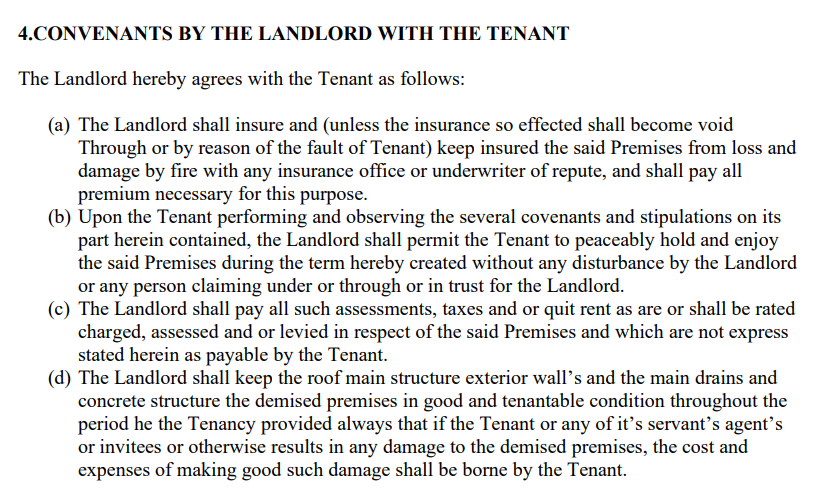 4.CONVENANTS BY THE LANDLORD WITH THE TENANT
The Landlord hereby agrees with the Tenant as follows:
(a) The Landlord shall insure and (unless the insurance so effected shall become void
Through or by reason of the fault of Tenant) keep insured the said Premises from loss and
damage by fire with any insurance office or underwriter of repute, and shall pay all
premium necessary for this purpose.
(b) Upon the Tenant performing and observing the several covenants and stipulations on its
part herein contained, the Landlord shall permit the Tenant to peaceably hold and enjoy
the said Premises during the term hereby created without any disturbance by the Landlord
or any person claiming under or through or in trust for the Landlord.
(c) The Landlord shall pay all such assessments, taxes and or quit rent as are or shall be rated
charged, assessed and or levied in respect of the said Premises and which are not express
stated herein as payable by the Tenant.
(d) The Landlord shall keep the roof main structure exterior wall’s and the main drains and
concrete structure the demised premises in good and tenantable condition throughout the
period he the Tenancy provided always that if the Tenant or any of it’s servant’s agent’s
or invitees or otherwise results in any damage to the demised premises, the cost and
expenses of making good such damage shall be borne by the Tenant.